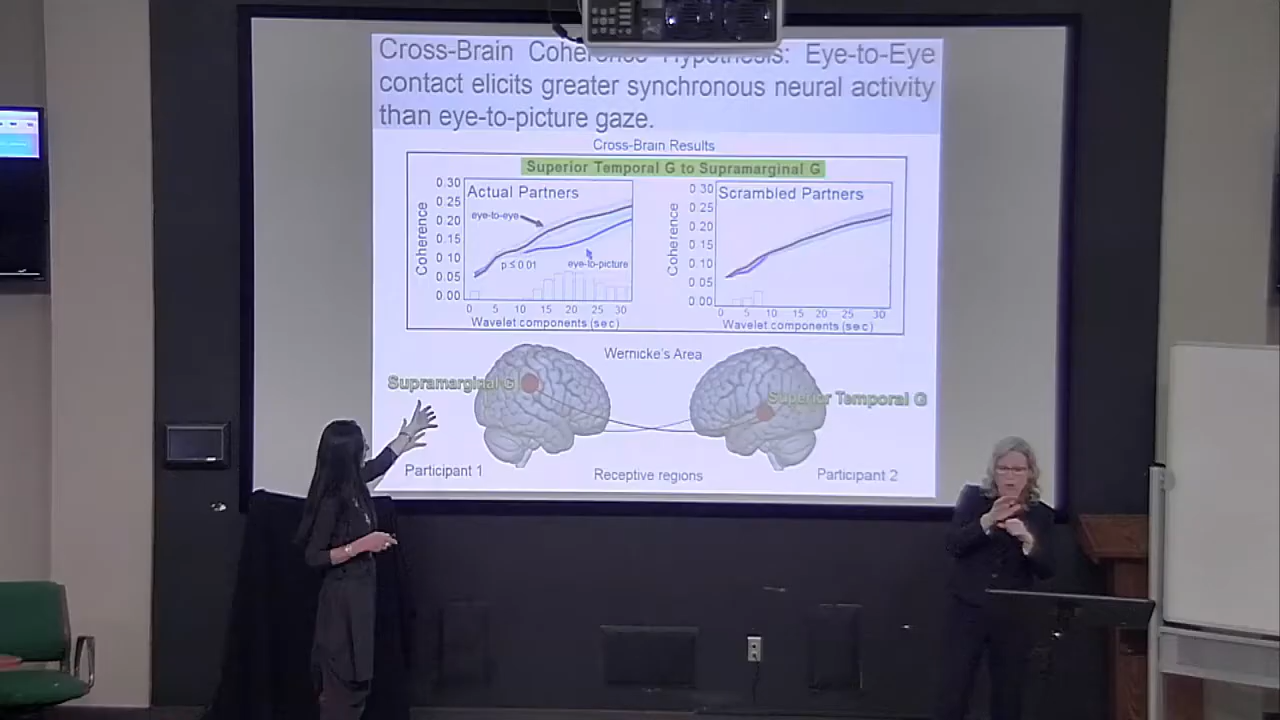 Cross-Brain Coherence Hypothesis: Eye-to-Eye
contact elicits greater synchronous neural activity
than eye-to-picture gaze.
Cross-Brain Results
Superior Temporal G to Supramarginal G
Actual Partners
eye-to-eye
p ≤ 0.01
eye-to-picture
Coherence
0.30
0.25
0.20
0.15
0.10
0.05
0.00
0 5 10 15 20 25 30
Wavelet components (sec)
Scrambled Partners
Coherence
0.30
0.25
0.20
0.15
0.10
0.05
0.00
0 5 10 15 20 25 30
Wavelet components (sec)
Wernicke's Area
Supramarginal G
Superior Temporal G
Participant 1
Receptive regions
Participant 2